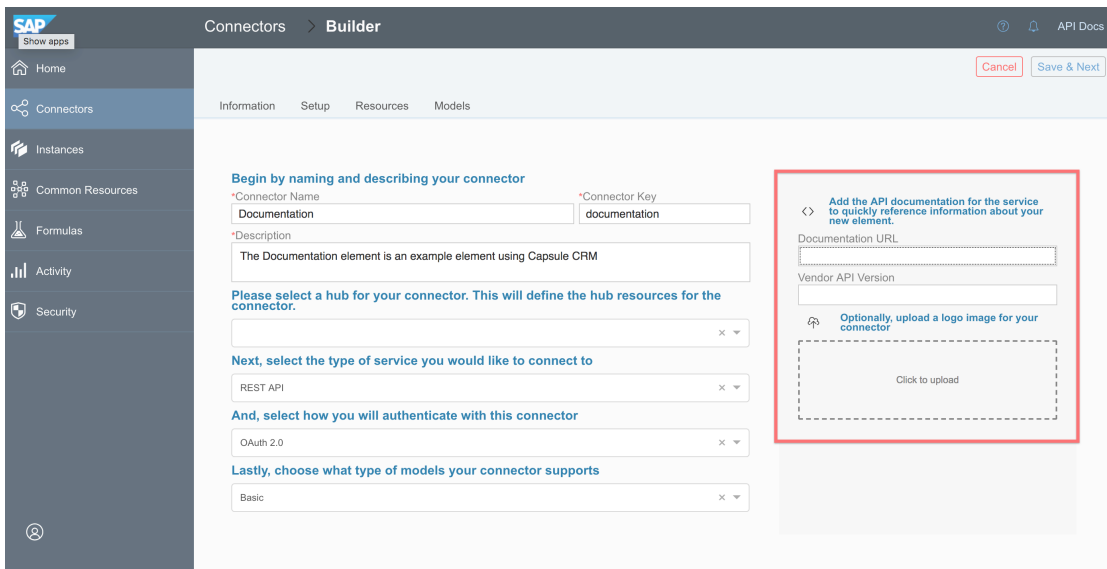 SAP
Show apps
Connectors > Builder
API Docs
Home
Connectors
Instances
Common Resources
Formulas
Activity
Security
Cancel
Save & Next
Information
Setup
Resources
Models
Begin by naming and describing your connector
*Connector Name
*Connector Key
Documentation
documentation
*Description
The Documentation element is an example element using Capsule CRM
Please select a hub for your connector. This will define the hub resources for the
connector.
Next, select the type of service you would like to connect to
REST API
And, select how you will authenticate with this connector
OAuth 2.0
Lastly, choose what type of models your connector supports
Basic
Add the API documentation for the service
to quickly reference information about your
new element.
Documentation URL
Vendor API Version
Optionally, upload a logo image for your
connector
Click to upload